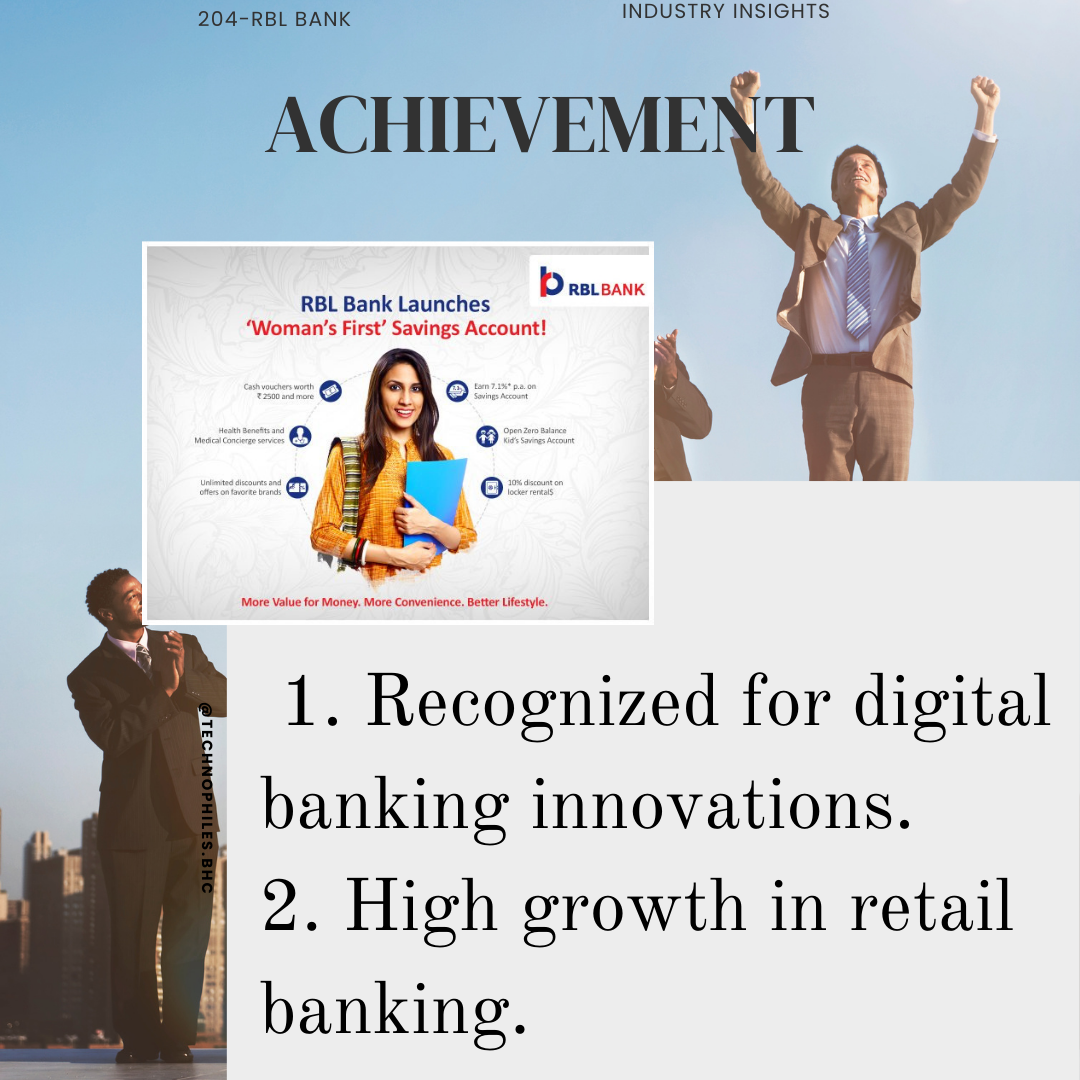 204-RBL BANK
INDUSTRY INSIGHTS
ACHIEVEMENT
RBL BANK
RBL Bank Launches
‘Woman’s First’ Savings Account!
Cash vouchers worth
₹ 2500 and more
Health Benefits and
Medical Concierge services
Unlimited discounts and
offers on favorite brands
Earn 7.1%* p.a. on
Savings Account
Open Zero Balance
Kid's Savings Account
10% discount on
locker rental$
More Value for Money. More Convenience. Better Lifestyle.
@TECHNOPHILES.BHC
1. Recognized for digital
banking innovations.
2. High growth in retail
banking.